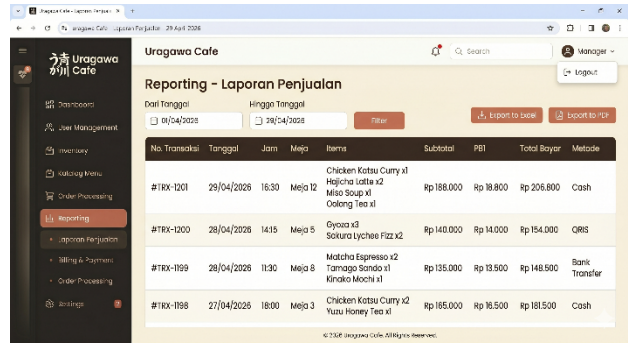 Uragawa Cafe - Laporan Penjual
uragawa Cafe - Laporan Penjualan - 29 April 2026
う青 Uragawa
が川 Cafe
Dashboard
User Management
Inventory
Katalog Menu
Order Processing
Reporting
Laporan Penjualan
Billing & Payment
Order Processing
Settings
Uragawa Cafe
Search
Manager
Logout
Reporting - Laporan Penjualan
Dari Tanggal
Hingga Tanggal
01/04/2026
29/04/2026
Filter
Export to Excel
Export to PDF
No. Transaksi Tanggal Jam Meja Items Subtotal PB1 Total Bayar Metode
#TRX-1201 29/04/2026 16:30 Meja 12
Chicken Katsu Curry x1
Hojicha Latte x2
Miso Soup x1
Oolong Tea x1
Rp 188.000 Rp 18.800 Rp 206.800 Cash
#TRX-1200 28/04/2026 14:15 Meja 5
Gyoza x3
Sakura Lychee Fizz x2
Rp 140.000 Rp 14.000 Rp 154.000 QRIS
#TRX-1199 28/04/2026 11:30 Meja 8
Matcha Espresso x2
Tamago Sando x1
Kinako Mochi x1
Rp 135.000 Rp 13.500 Rp 148.500 Bank
Transfer
#TRX-1198 27/04/2026 18:00 Meja 3
Chicken Katsu Curry x2
Yuzu Honey Tea x1
Rp 165.000 Rp 16.500 Rp 181.500 Cash
© 2026 Uragawa Cafe. All Rights Reserved.